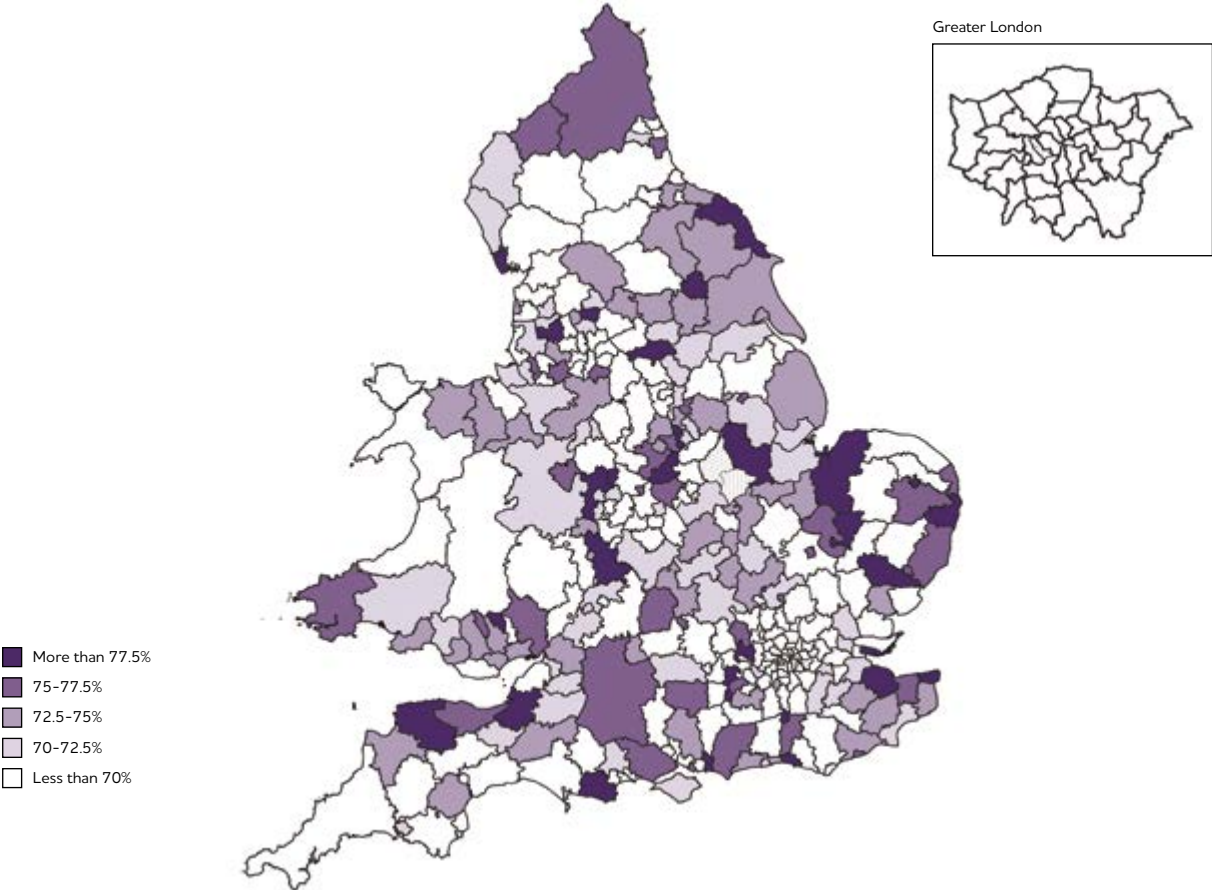 Greater London
More than 77.5%
75-77.5%
72.5-75%
70-72.5%
Less than 70%